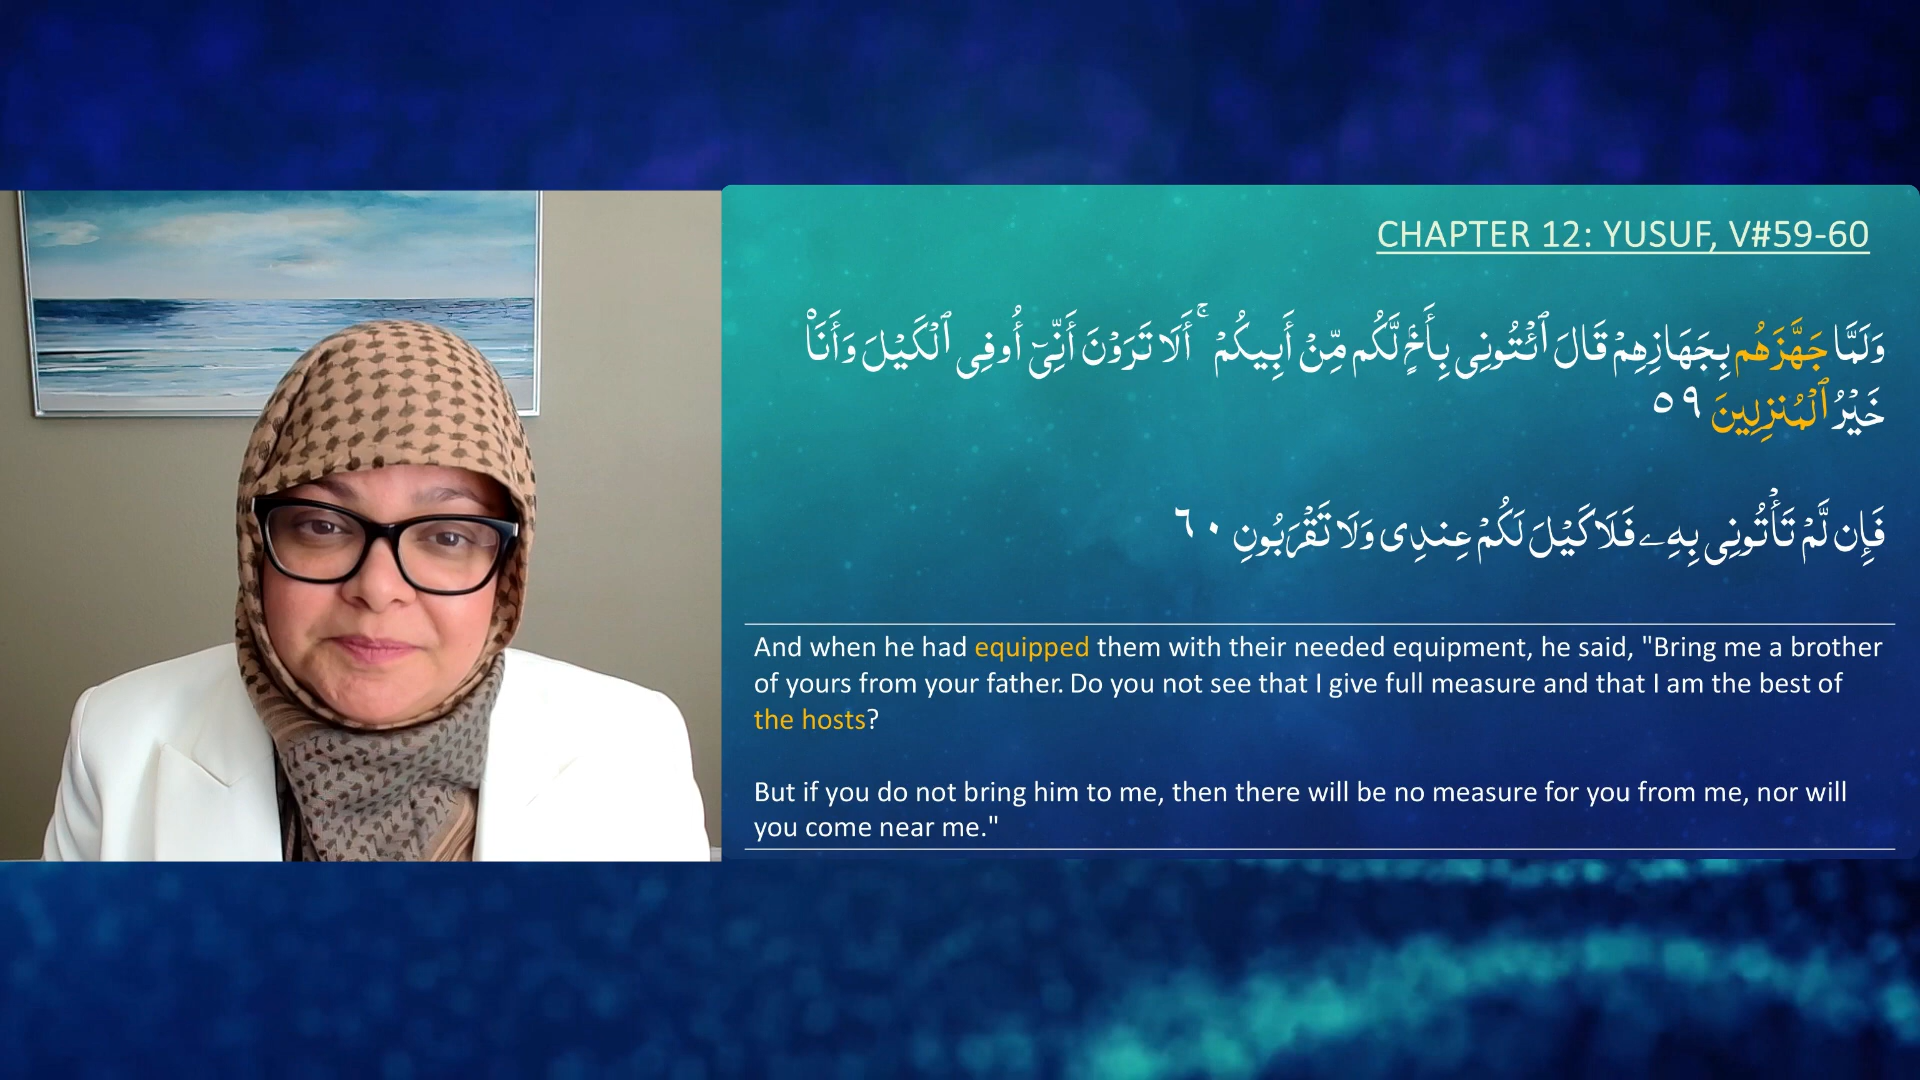 CHAPTER 12: YUSUF, V#59-60
وَلَمَّا جَهَّزَهُم بِجَهَازِهِمْ قَالَ ٱئْتُونِى بِأَخٍۢ لَّكُم مِّنْ أَبِيكُمْ ۚ أَلَا تَرَوْنَ أَنِّىٓ أُوفِى ٱلْكَيْلَ وَأَنَا۠
خَيْرُ ٱلْمُنزِلِينَ ٥٩
فَإِن لَّمْ تَأْتُونِى بِهِۦ فَلَا كَيْلَ لَكُمْ عِندِى وَلَا تَقْرَبُونِ ٦٠
And when he had equipped them with their needed equipment, he said, "Bring me a brother
of yours from your father. Do you not see that I give full measure and that I am the best of
the hosts?
But if you do not bring him to me, then there will be no measure for you from me, nor will
you come near me."